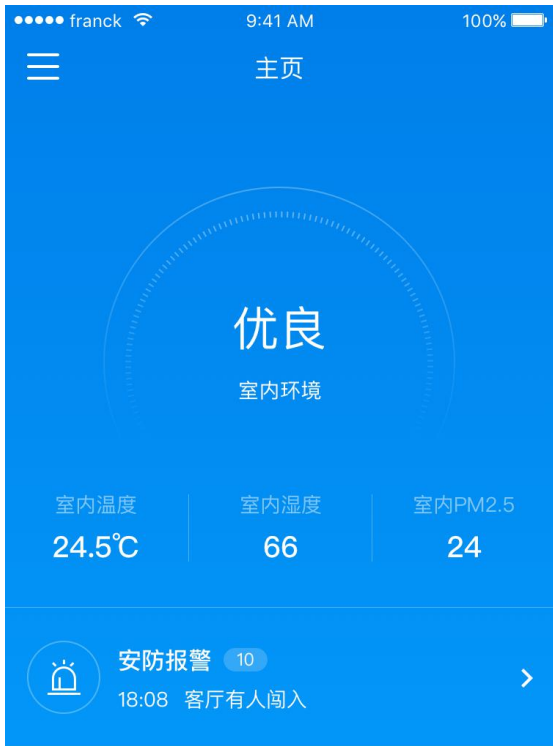 franck 9:41 AM 100%
主页
优良
室内环境
室内温度 室内湿度 室内PM2.5
24.5℃ 66 24
安防报警 10
18:08 客厅有人闯入